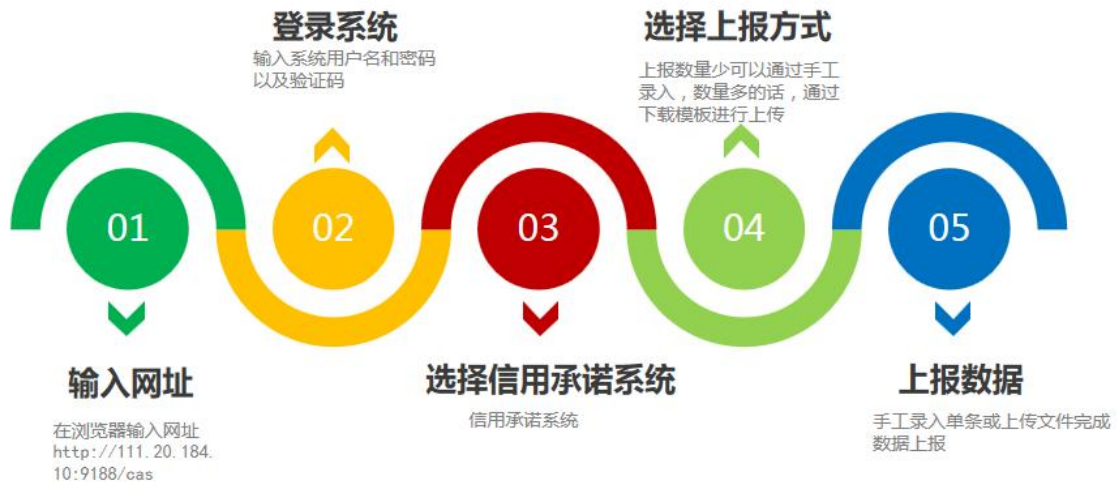 01
输入网址
在浏览器输入网址
http://111.20.184.
10:9188/cas
登录系统
输入系统用户名和密码
以及验证码
02
03
选择信用承诺系统
信用承诺系统
选择上报方式
上报数量少可以通过手工
录入，数量多的话，通过
下载模板进行上传
04
05
上报数据
手工录入单条或上传文件完成
数据上报